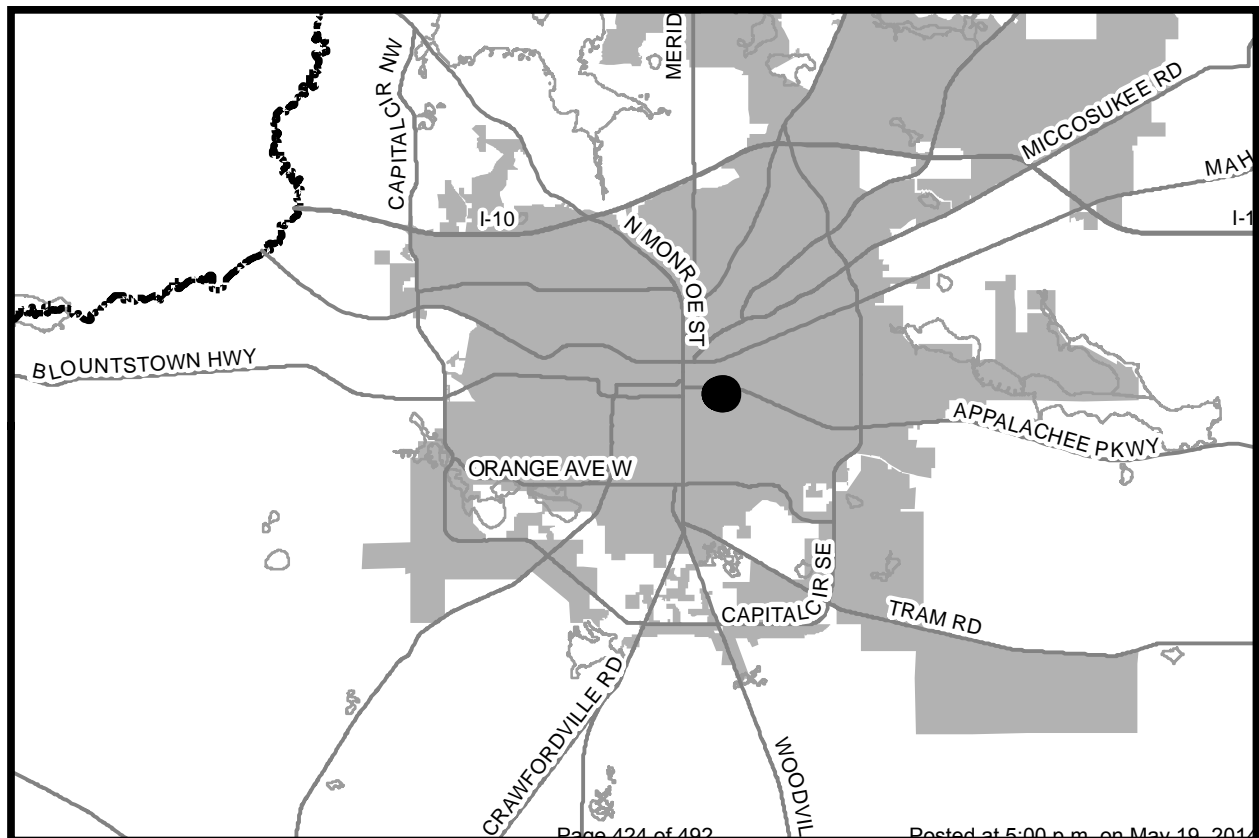 MERID
CAPITAL CIR NW
MICCOSUKEE RD
MAH
I-10
I-1
N MONROE ST
BLOUNTSTOWN HWY
APPALACHEE PKWY
ORANGE AVE W
CAPITAL CIR SE
TRAM RD
CRAWFORDVILLE RD
WOODVIL
Page 424 of 492
Posted at 5:00 p.m. on May 19, 2014